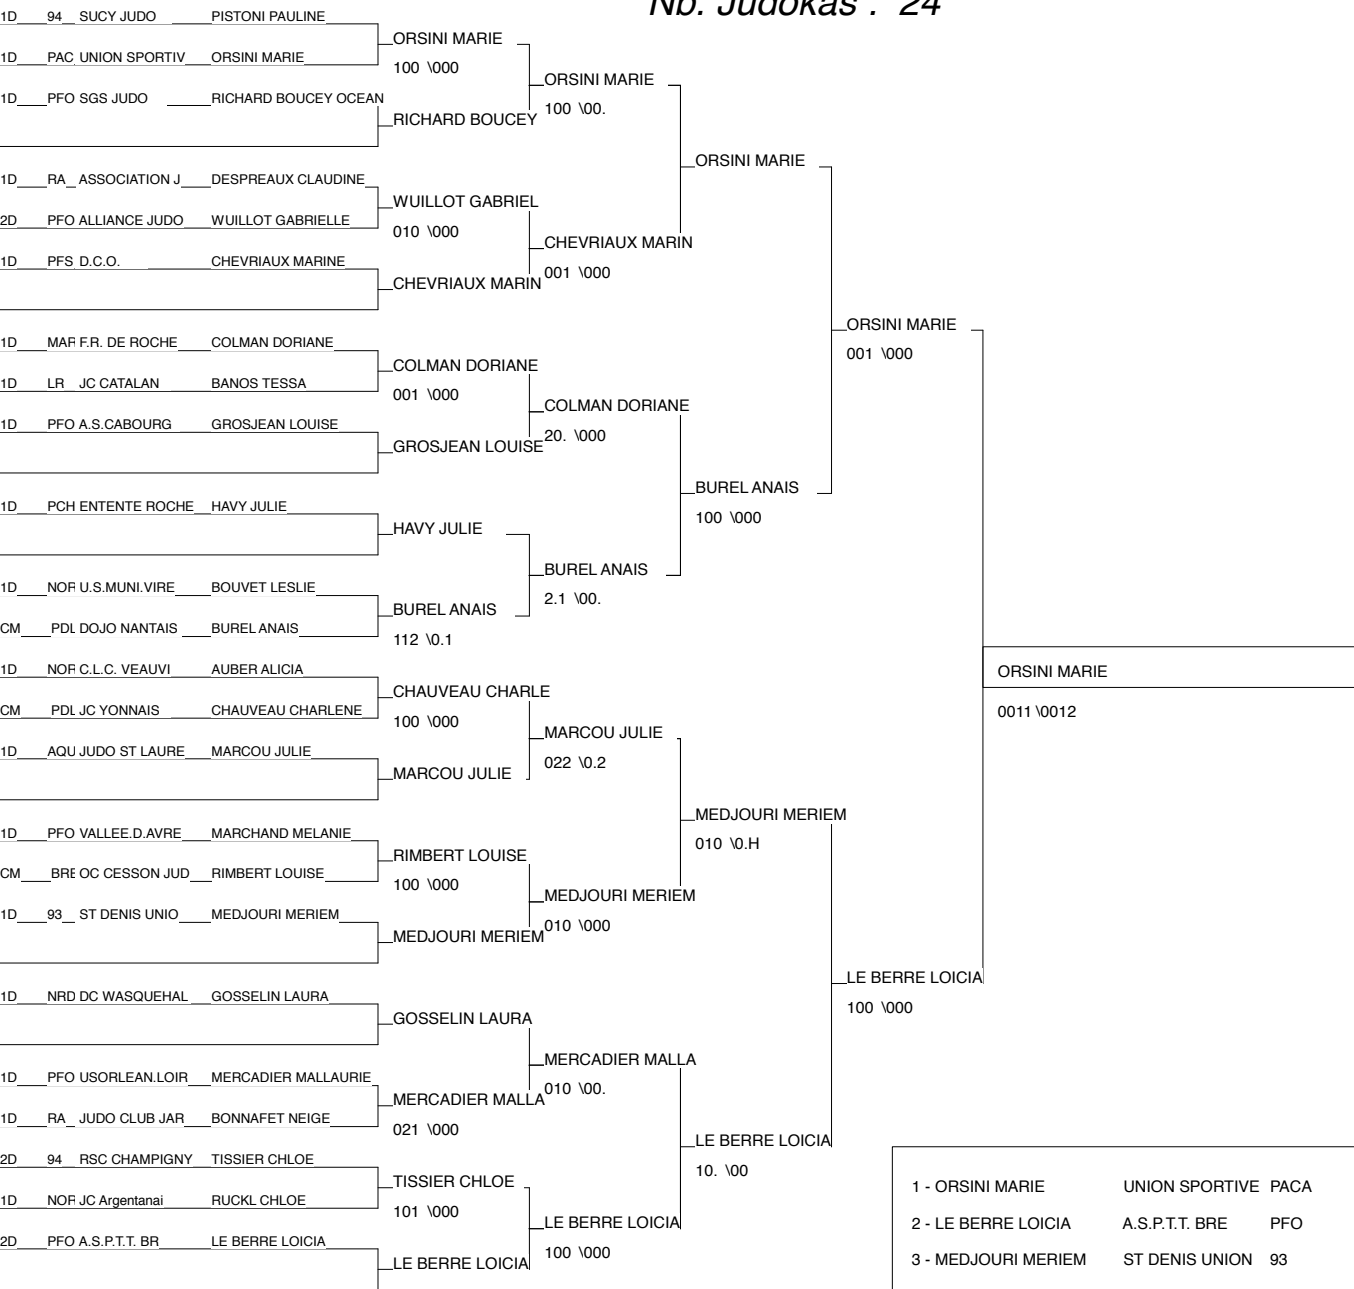 Nb. Judokas : 24
1D 94 SUCY JUDO PISTONI PAULINE
ORSINI MARIE
1D PAC UNION SPORTIV ORSINI MARIE
100 \000
ORSINI MARIE
1D PFO SGS JUDO RICHARD BOUCEY OCEAN
100 \00.
RICHARD BOUCEY
ORSINI MARIE
1D RA ASSOCIATION J DESPREAUX CLAUDINE
WUILLOT GABRIEL
2D PFO ALLIANCE JUDO WUILLOT GABRIELLE
010 \000
CHEVRIAUX MARIN
1D PFS D.C.O. CHEVRIAUX MARINE
001 \000
CHEVRIAUX MARIN
ORSINI MARIE
1D MAR F.R. DE ROCHE COLMAN DORIANE
001 \000
COLMAN DORIANE
1D LR JC CATALAN BANOS TESSA
001 \000
COLMAN DORIANE
1D PFO A.S.CABOURG GROSJEAN LOUISE
20. \000
GROSJEAN LOUISE
BUREL ANAIS
1D PCH ENTENTE ROCHE HAVY JULIE
100 \000
HAVY JULIE
BUREL ANAIS
1D NOR U.S.MUNI.VIRE BOUVET LESLIE
2.1 \00.
BUREL ANAIS
CM PDL DOJO NANTAIS BUREL ANAIS
112 \0.1
1D NOR C.L.C. VEAUVI AUBER ALICIA
ORSINI MARIE
CHAUVEAU CHARLE
CM PDL JC YONNAIS CHAUVEAU CHARLENE
0011 \0012
100 \000
MARCOU JULIE
1D AQU JUDO ST LAURE MARCOU JULIE
022 \0.2
MARCOU JULIE
MEDJOURI MERIEM
1D PFO VALLEE.D.AVRE MARCHAND MELANIE
010 \0.H
RIMBERT LOUISE
CM BRE OC CESSON JUD RIMBERT LOUISE
100 \000
MEDJOURI MERIEM
1D 93 ST DENIS UNIO MEDJOURI MERIEM
010 \000
MEDJOURI MERIEM
LE BERRE LOICIA
1D NRD DC WASQUEHAL GOSSELIN LAURA
100 \000
GOSSELIN LAURA
MERCADIER MALLA
1D PFO USORLEAN.LOIR MERCADIER MALLAURIE
010 \00.
MERCADIER MALLA
1D RA JUDO CLUB JAR BONNAFET NEIGE
021 \000
LE BERRE LOICIA
2D 94 RSC CHAMPIGNY TISSIER CHLOE
10. \00
TISSIER CHLOE
1D NOR JC Argentanai RUCKL CHLOE
101 \000
LE BERRE LOICIA
2D PFO A.S.P.T.T. BR LE BERRE LOICIA
100 \000
LE BERRE LOICIA
1 - ORSINI MARIE UNION SPORTIVE PACA
2 - LE BERRE LOICIA A.S.P.T.T. BRE PFO
3 - MEDJOURI MERIEM ST DENIS UNION 93